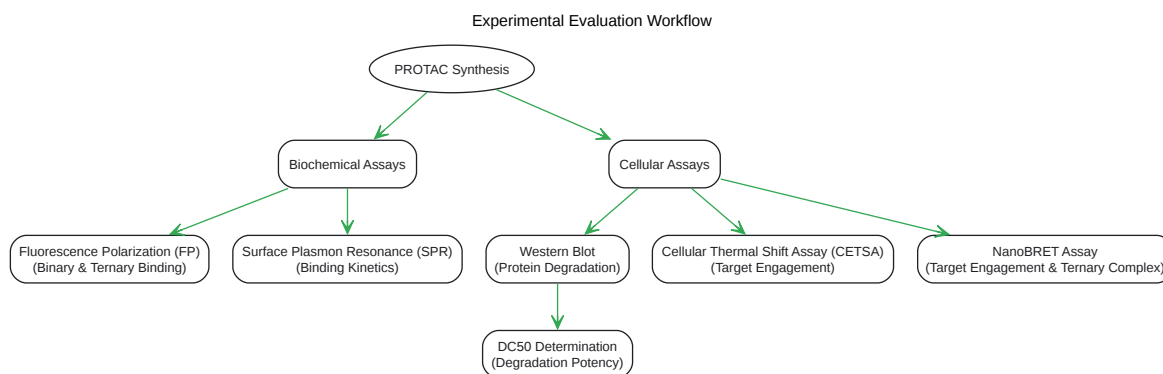 Experimental Evaluation Workflow
PROTAC Synthesis
Biochemical Assays
Cellular Assays
Fluorescence Polarization (FP)
(Binary & Ternary Binding)
Surface Plasmon Resonance (SPR)
(Binding Kinetics)
Western Blot
(Protein Degradation)
Cellular Thermal Shift Assay (CETSA)
(Target Engagement)
NanoBRET Assay
(Target Engagement & Ternary Complex)
DC50 Determination
(Degradation Potency)